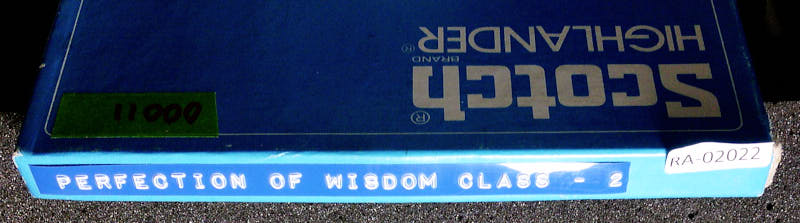 HIGHLANDER®
BRAND
Scotch®
11000
RA-02022
PERFECTION OF WISDOM CLASS - 2